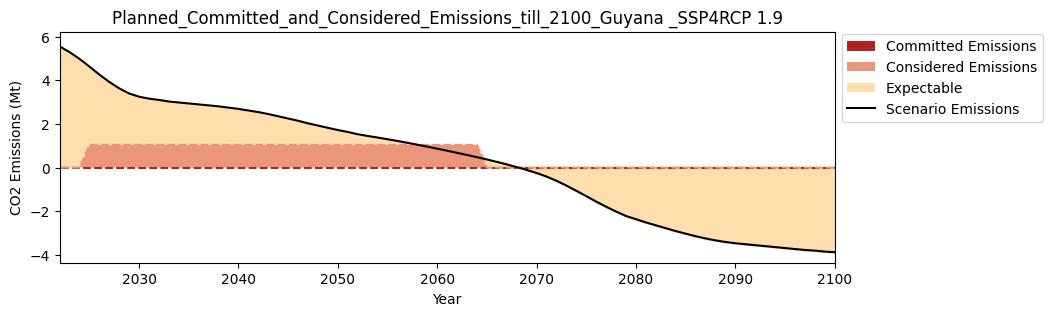 Planned_Committed_and_Considered_Emissions_till_2100_Guyana _SSP4RCP 1.9
6
4
2
0
−2
−4
CO2 Emissions (Mt)
2030
2040
2050
2060
2070
2080
2090
2100
Year
Committed Emissions
Considered Emissions
Expectable
Scenario Emissions